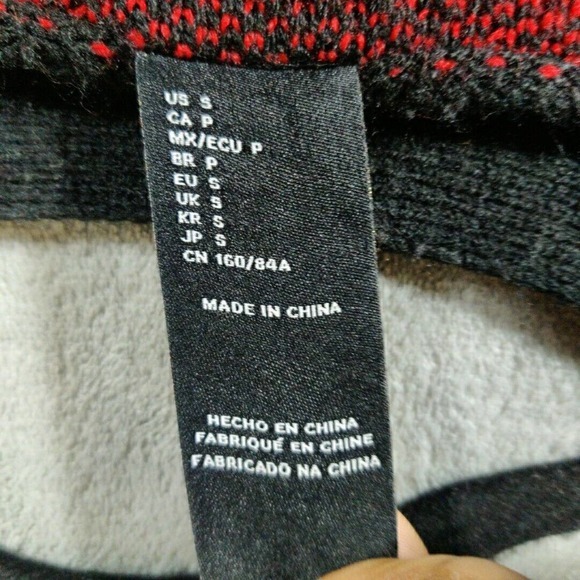 US S
CA P
MX/ECU P
BR P
EU S
UK S
KR S
JP S
CN 160/84A
MADE IN CHINA
HECHO EN CHINA
FABRIQUÉ EN CHINE
FABRICADO NA CHINA